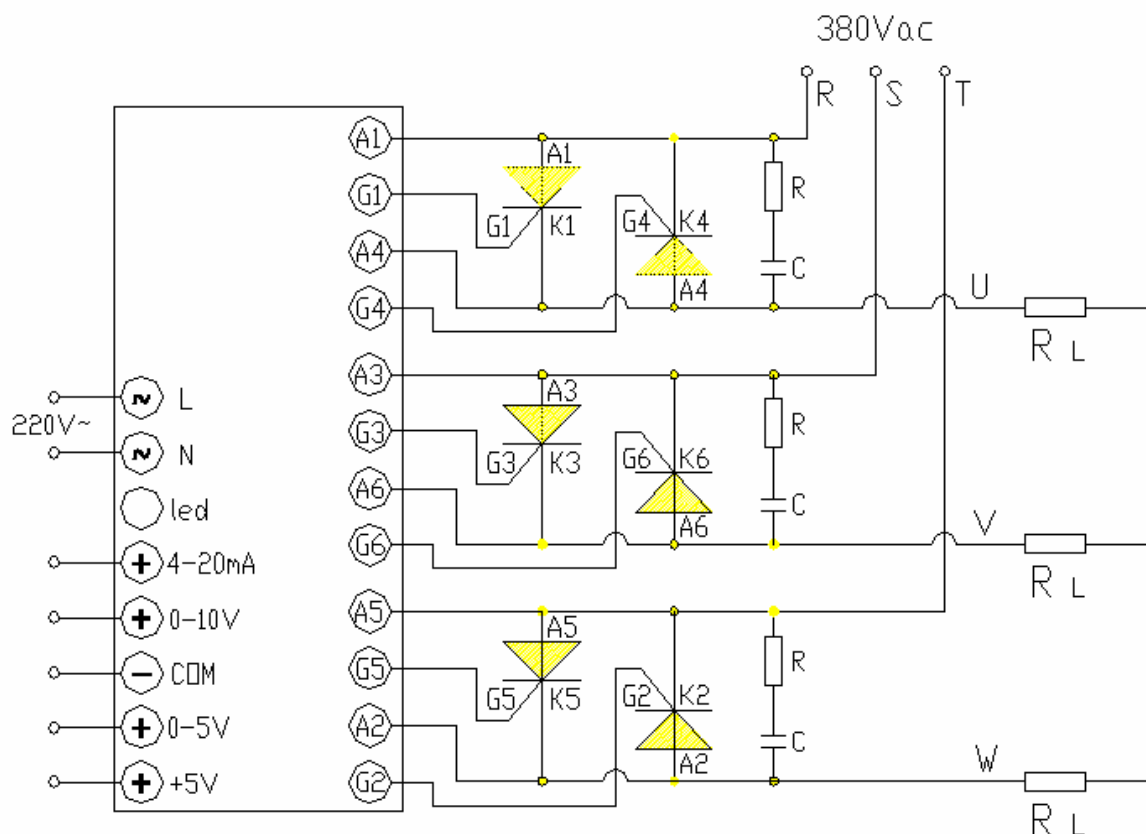 380Vac
R S T
A1
G1
A4
G4
A3
G3
A6
G6
A5
G5
A2
G2
220V~
~ L
~ N
led
+ 4-20mA
+ 0-10V
- COM
+ 0-5V
+ +5V
A1
G1 K1
G4 K4
A4
R
C
U
R L
A3
G3 K3
G6 K6
A6
R
C
V
R L
A5
G5 K5
G2 K2
A2
R
C
W
R L